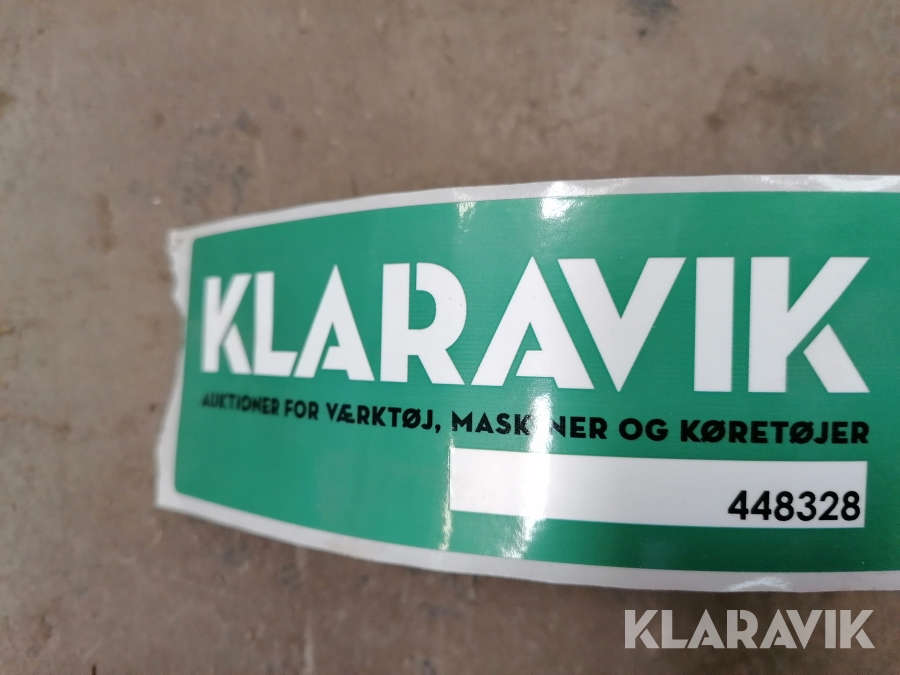 KLARAVIK
AUKTIONER FOR VÆRKTØJ, MASKINER OG KØRETØJER
448328
KLARAVIK